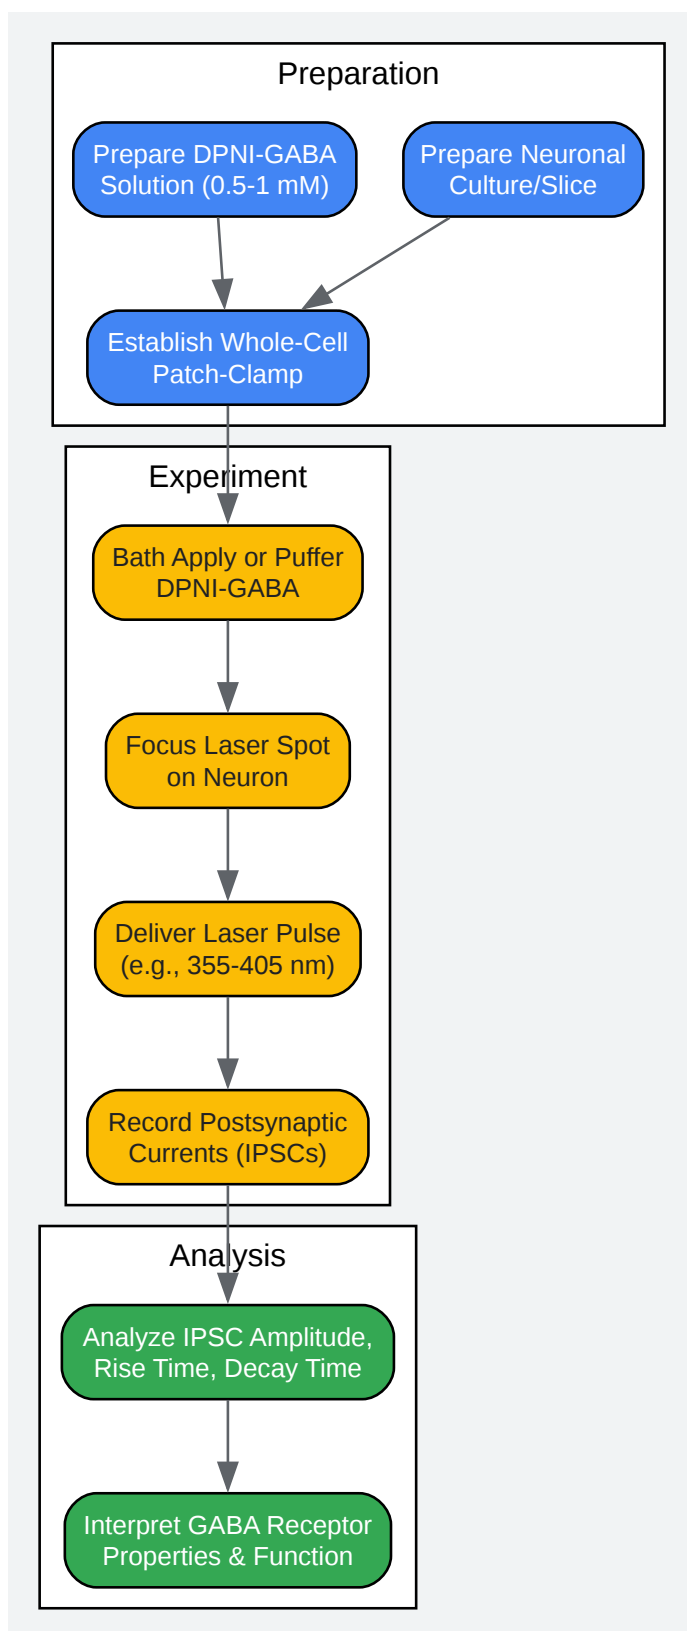 Preparation
Prepare DPNI-GABA
Solution (0.5-1 mM)
Prepare Neuronal
Culture/Slice
Establish Whole-Cell
Patch-Clamp
Experiment
Bath Apply or Puffer
DPNI-GABA
Focus Laser Spot
on Neuron
Deliver Laser Pulse
(e.g., 355-405 nm)
Record Postsynaptic
Currents (IPSCs)
Analysis
Analyze IPSC Amplitude,
Rise Time, Decay Time
Interpret GABA Receptor
Properties & Function